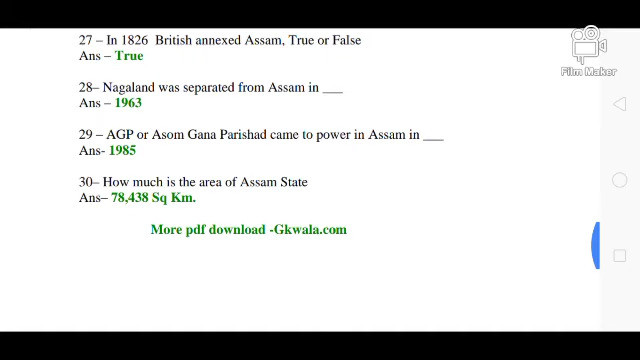 27 – In 1826 British annexed Assam, True or False
Ans – True
28– Nagaland was separated from Assam in ___
Ans – 1963
29 – AGP or Asom Gana Parishad came to power in Assam in ___
Ans- 1985
30– How much is the area of Assam State
Ans– 78,438 Sq Km.
More pdf download -Gkwala.com
Film Maker